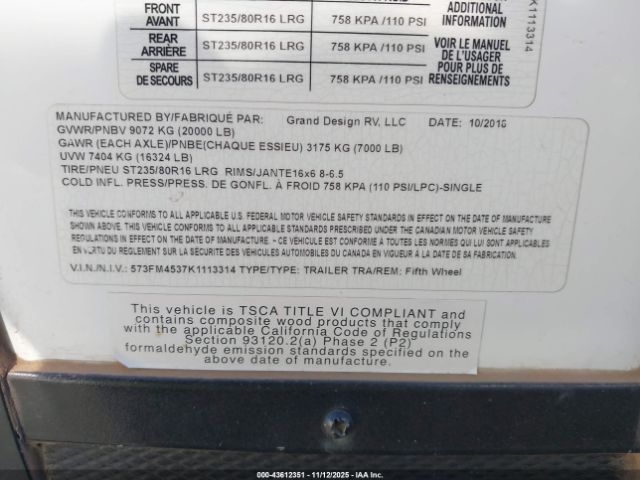 ADDITIONAL
INFORMATION
FRONT
AVANT
ST235/80R16 LRG
758 KPA /110 PSI
REAR
ARRIÈRE
ST235/80R16 LRG
758 KPA /110 PSI
SPARE
DE SECOURS
ST235/80R16 LRG
758 KPA /110 PSI
VOIR LE MANUEL
DE L'USAGER
POUR PLUS DE
RENSEIGNEMENTS
K1113314
MANUFACTURED BY/FABRIQUÉ PAR: Grand Design RV, LLC DATE: 10/2018
GVWR/PNBV 9072 KG (20000 LB)
GAWR (EACH AXLE)/PNBE(CHAQUE ESSIEU) 3175 KG (7000 LB)
UVW 7404 KG (16324 LB)
TIRE/PNEU ST235/80R16 LRG RIMS/JANTE16x6 8-6.5
COLD INFL. PRESS/PRESS. DE GONFL. À FROID 758 KPA (110 PSI/LPC)-SINGLE
THIS VEHICLE CONFORMS TO ALL APPLICABLE U.S. FEDERAL MOTOR VEHICLE SAFETY STANDARDS IN EFFECT ON THE DATE OF MANUFACTURE
SHOWN ABOVE. THIS VEHICLE CONFORMS TO ALL APPLICABLE STANDARDS PRESCRIBED UNDER THE CANADIAN MOTOR VEHICLE SAFETY
REGULATIONS IN EFFECT ON THE DATE OF MANUFACTURE. - CE VEHICULE EST CONFORME A TOUTES LES NORMES QUI LUI SONT APPLICABLES
EN VERTU DU REGLEMENT SUR LA SECURITE DES VEHICULES AUTOMOBILES DU CANADA EN VIGUEUR A LA DATE DE SA FABRICATION.
V.I.N./N.I.V.: 573FM4537K1113314 TYPE/TYPE: TRAILER TRA/REM: Fifth Wheel
This vehicle is TSCA TITLE VI COMPLIANT and
contains composite wood products that comply
with the applicable California Code of Regulations
Section 93120.2(a) Phase 2 (P2)
formaldehyde emission standards specified on the
above date of manufacture.
00-43612351 - 11/12/2025 - IAAI, Inc.